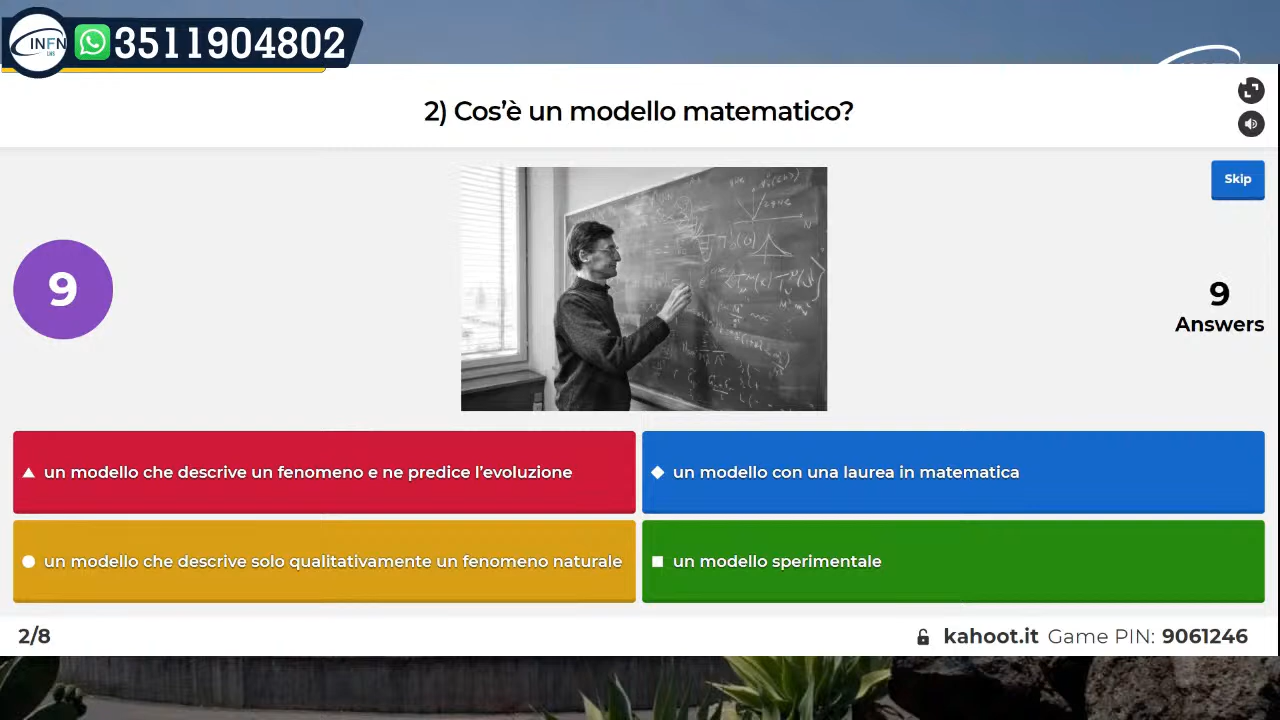 INFN
LNS
3511904802
2) Cos'è un modello matematico?
Skip
9
9
Answers
un modello che descrive un fenomeno e ne predice l'evoluzione
un modello con una laurea in matematica
un modello che descrive solo qualitativamente un fenomeno naturale
un modello sperimentale
2/8
kahoot.it Game PIN: 9061246